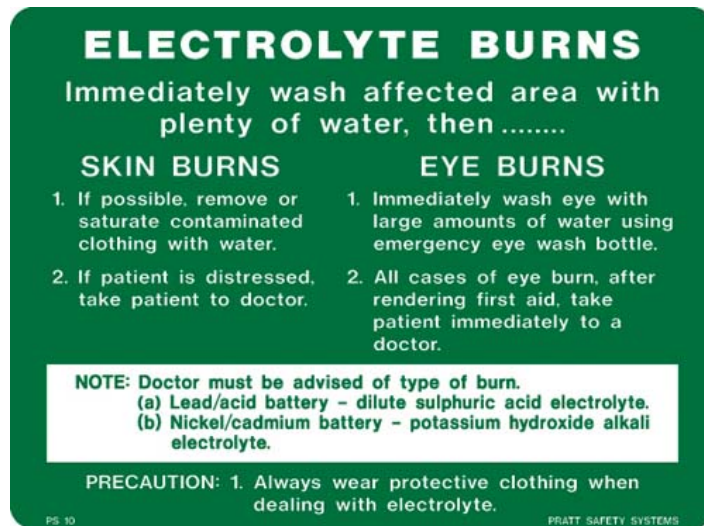 ELECTROLYTE BURNS
Immediately wash affected area with
plenty of water, then ........
SKIN BURNS
1. If possible, remove or
saturate contaminated
clothing with water.
2. If patient is distressed,
take patient to doctor.
EYE BURNS
1. Immediately wash eye with
large amounts of water using
emergency eye wash bottle.
2. All cases of eye burn, after
rendering first aid, take
patient immediately to a
doctor.
NOTE: Doctor must be advised of type of burn.
(a) Lead/acid battery - dilute sulphuric acid electrolyte.
(b) Nickel/cadmium battery - potassium hydroxide alkali
electrolyte.
PRECAUTION: 1. Always wear protective clothing when
dealing with electrolyte.
PS 10
PRATT SAFETY SYSTEMS